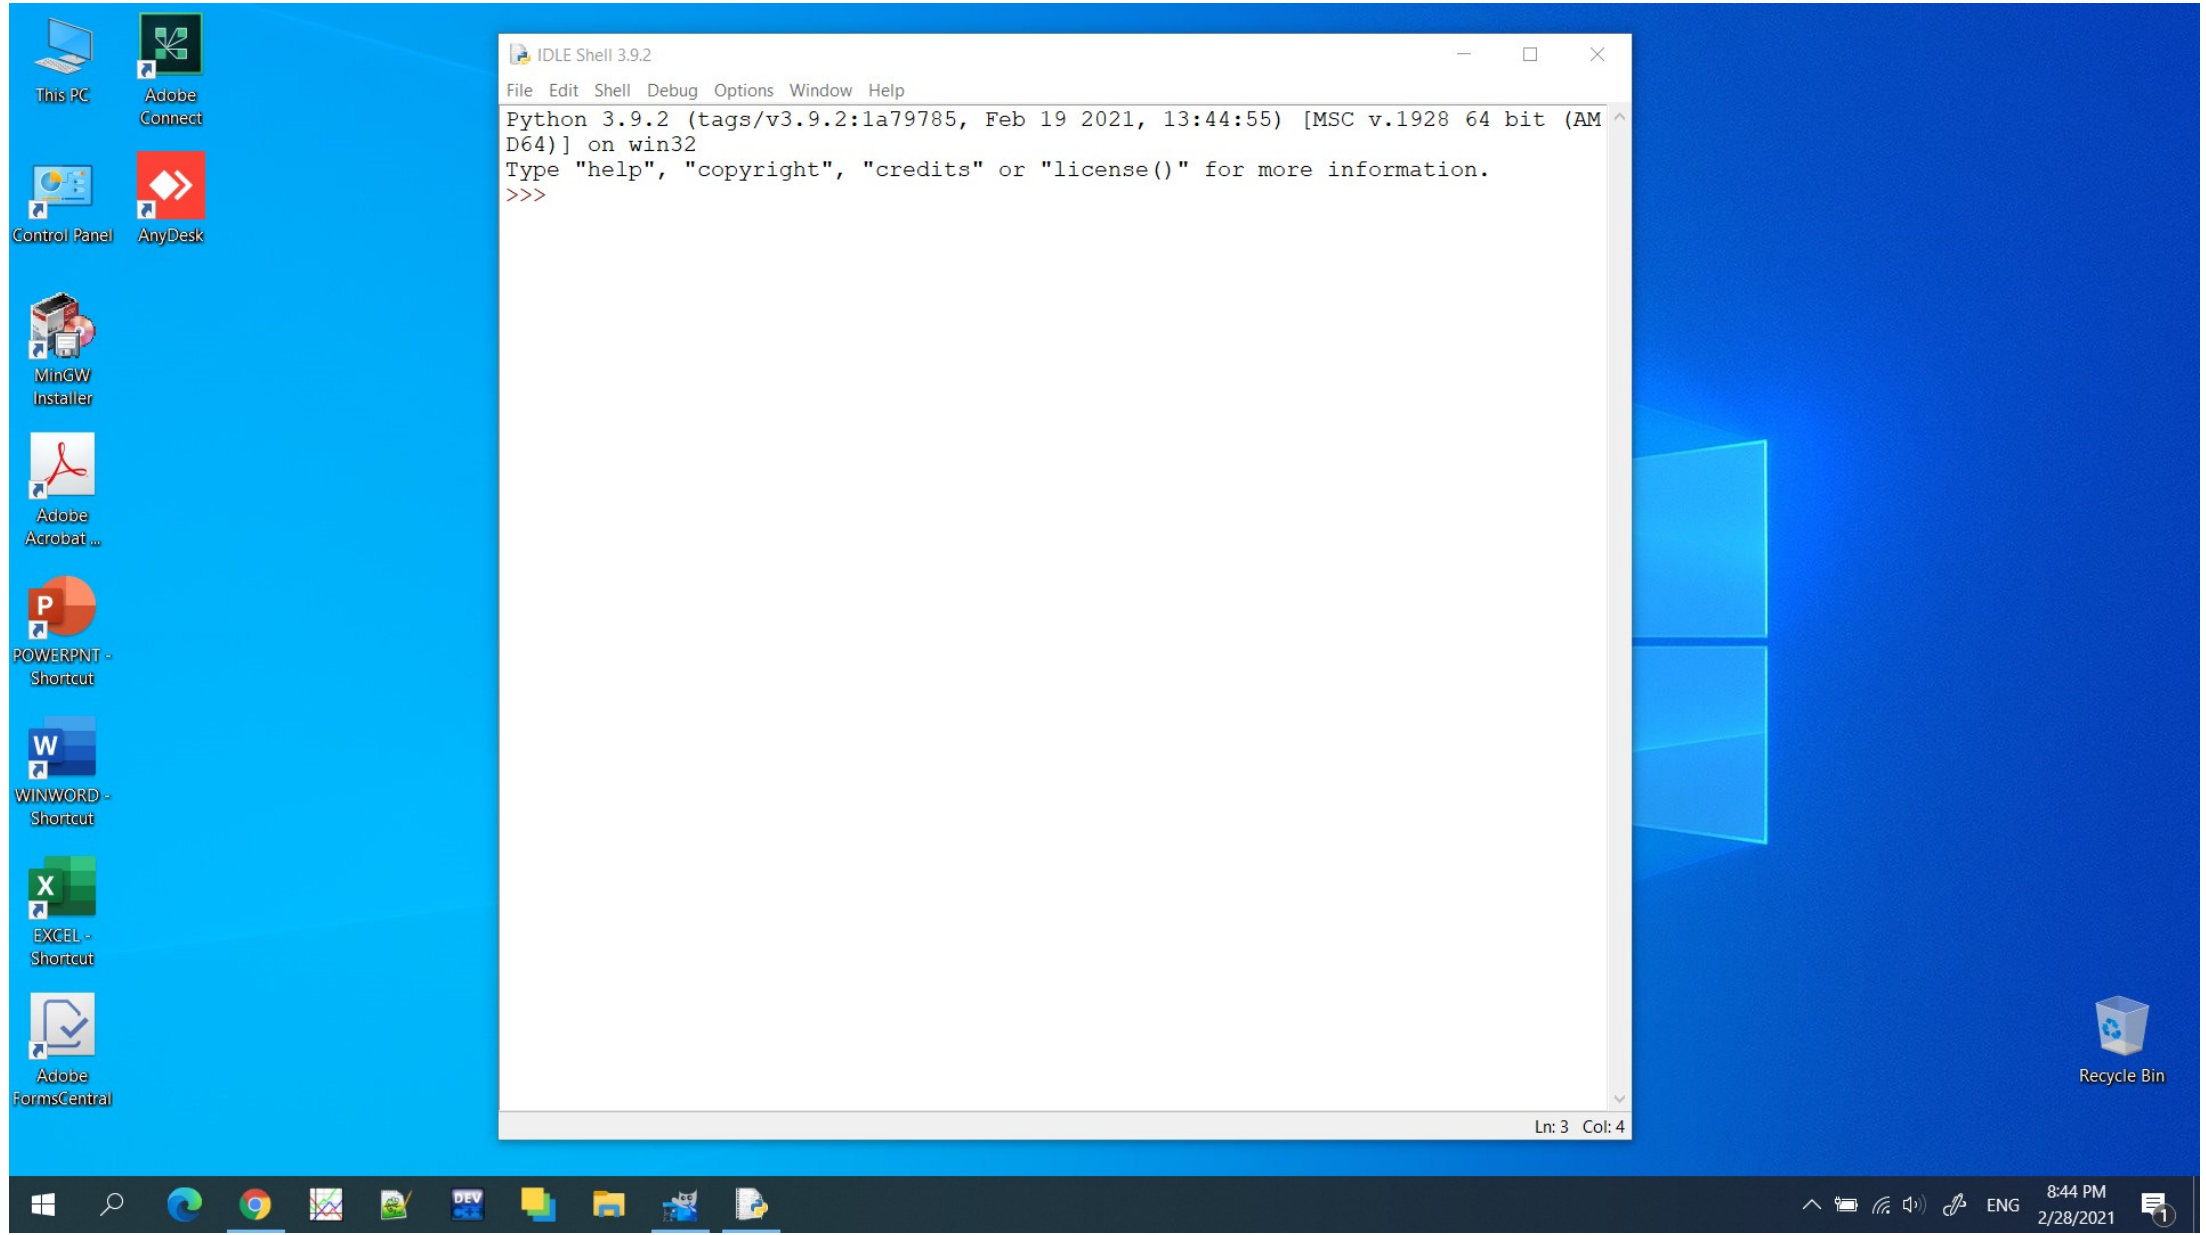 This PC
Adobe
Connect
Control Panel
AnyDesk
MinGW
Installer
Adobe
Acrobat ...
POWERPNT -
Shortcut
WINWORD -
Shortcut
EXCEL -
Shortcut
Adobe
FormsCentral
IDLE Shell 3.9.2
File Edit Shell Debug Options Window Help
Python 3.9.2 (tags/v3.9.2:1a79785, Feb 19 2021, 13:44:55) [MSC v.1928 64 bit (AM
D64)] on win32
Type "help", "copyright", "credits" or "license()" for more information.
>>>
Ln: 3 Col: 4
Recycle Bin
P
W
X
DEV
C++
ENG
8:44 PM
2/28/2021
1